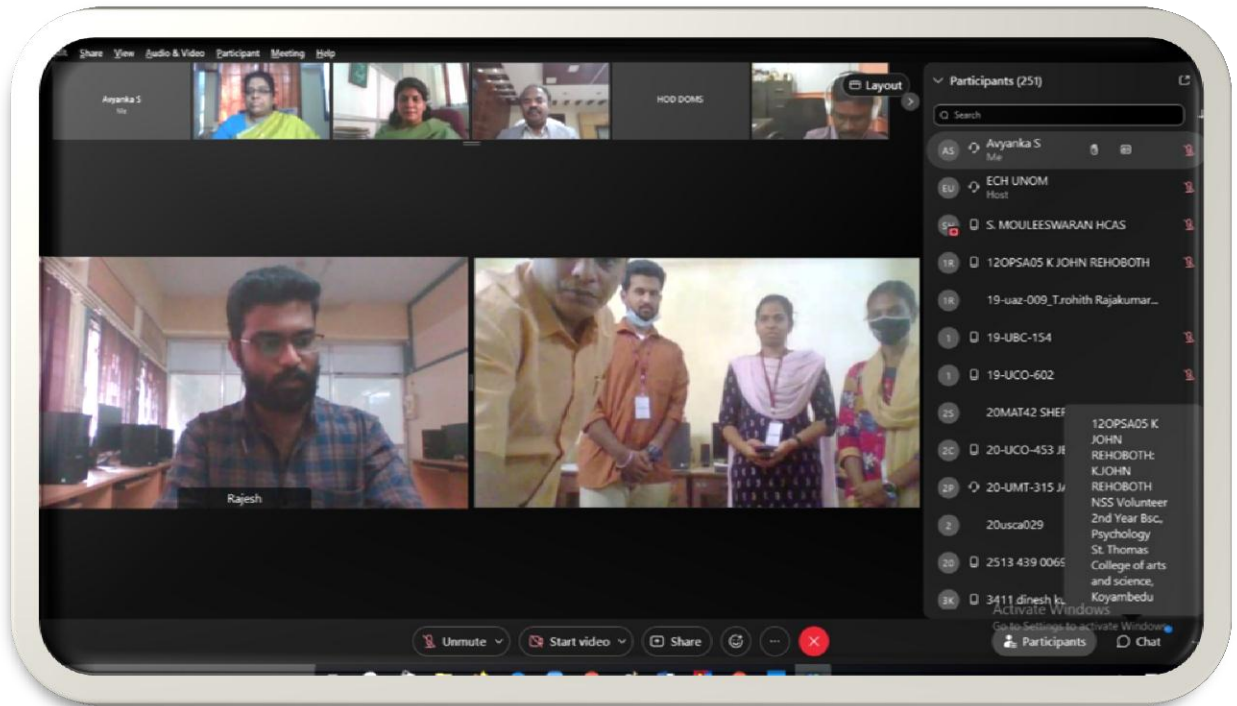 Share View Audio & Video Participant Meeting Help
Avyanka S
Me
HOD DOMS
Layout
Participants (251)
Search
AS Avyanka S
Me
EU ECH UNOM
Host
S. MOULEESWARAN HCAS
1R 12OPSA05 K JOHN REHOBOTH
1R 19-uaz-009_T.rohith Rajakumar...
1 19-UBC-154
1 19-UCO-602
2S 20MAT42 SHEF
2C 20-UCO-453 JE
2P 20-UMT-315 JA
2 20usca029
20 2513 439 0069
3K 3411 dinesh ku
12OPSA05 K
JOHN
REHOBOTH:
K.JOHN
REHOBOTH
NSS Volunteer
2nd Year Bsc.,
Psychology
St. Thomas
College of arts
and science,
Koyambedu
Rajesh
Activate Windows
Go to Settings to activate Windows.
Unmute
Start video
Share
Participants
Chat